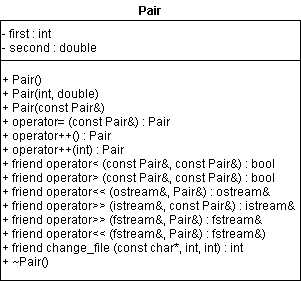 Pair
- first : int
- second : double
+ Pair()
+ Pair(int, double)
+ Pair(const Pair&)
+ operator= (const Pair&) : Pair
+ operator++() : Pair
+ operator++(int) : Pair
+ friend operator< (const Pair&, const Pair&) : bool
+ friend operator> (const Pair&, const Pair&) : bool
+ friend operator<< (ostream&, Pair&) : ostream&
+ friend operator>> (istream&, const Pair&) : istream&
+ friend operator>> (fstream&, Pair&) : fstream&
+ friend operator<< (fstream&, Pair&) : fstream&)
+ friend change_file (const char*, int, int) : int
+ ~Pair()